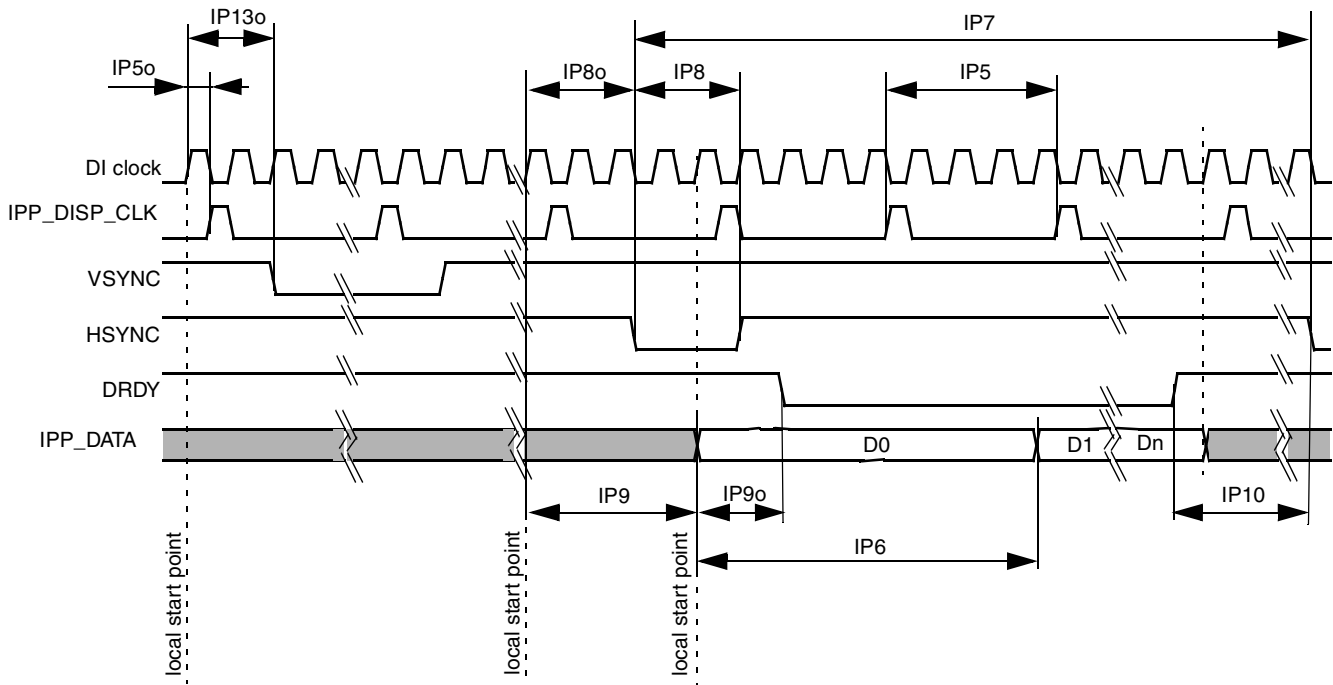 IP13o
IP7
IP5o
IP8o
IP8
IP5
DI clock
IPP_DISP_CLK
VSYNC
HSYNC
DRDY
IPP_DATA
D0
D1
Dn
IP9
IP9o
IP10
IP6
local start point
local start point
local start point